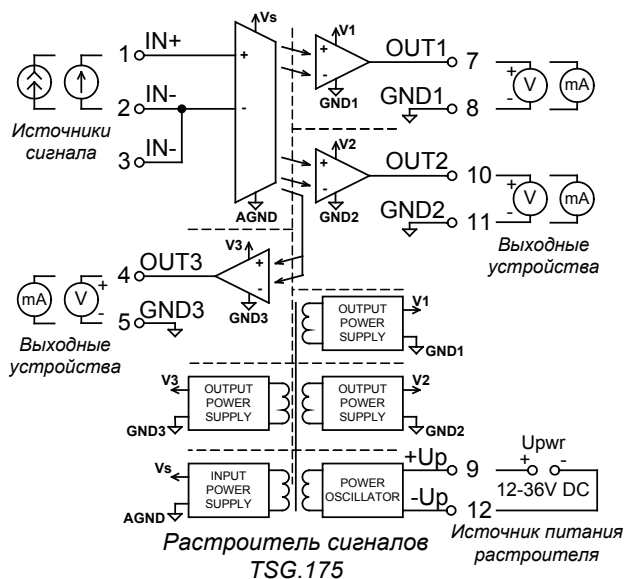 Vs
V1
1 IN+
+
+
-
OUT1 7
+
V
mA
-
GND1
GND1 8
2 IN-
-
Источники
сигнала
3 IN-
V2
+
-
OUT2 10
+
V
mA
-
GND2
GND2 11
AGND
Выходные
устройства
V3
4 OUT3
+
-
mA
V
+
-
GND3
5 GND3
Выходные
устройства
OUTPUT
POWER
SUPPLY
V1
GND1
V3
OUTPUT
POWER
SUPPLY
GND3
OUTPUT
POWER
SUPPLY
V2
GND2
Vs
INPUT
POWER
SUPPLY
AGND
POWER
OSCILLATOR
+Up 9
-Up 12
Upwr
+ -
12-36V DC
Источник питания
растроителя
Растроитель сигналов
TSG.175